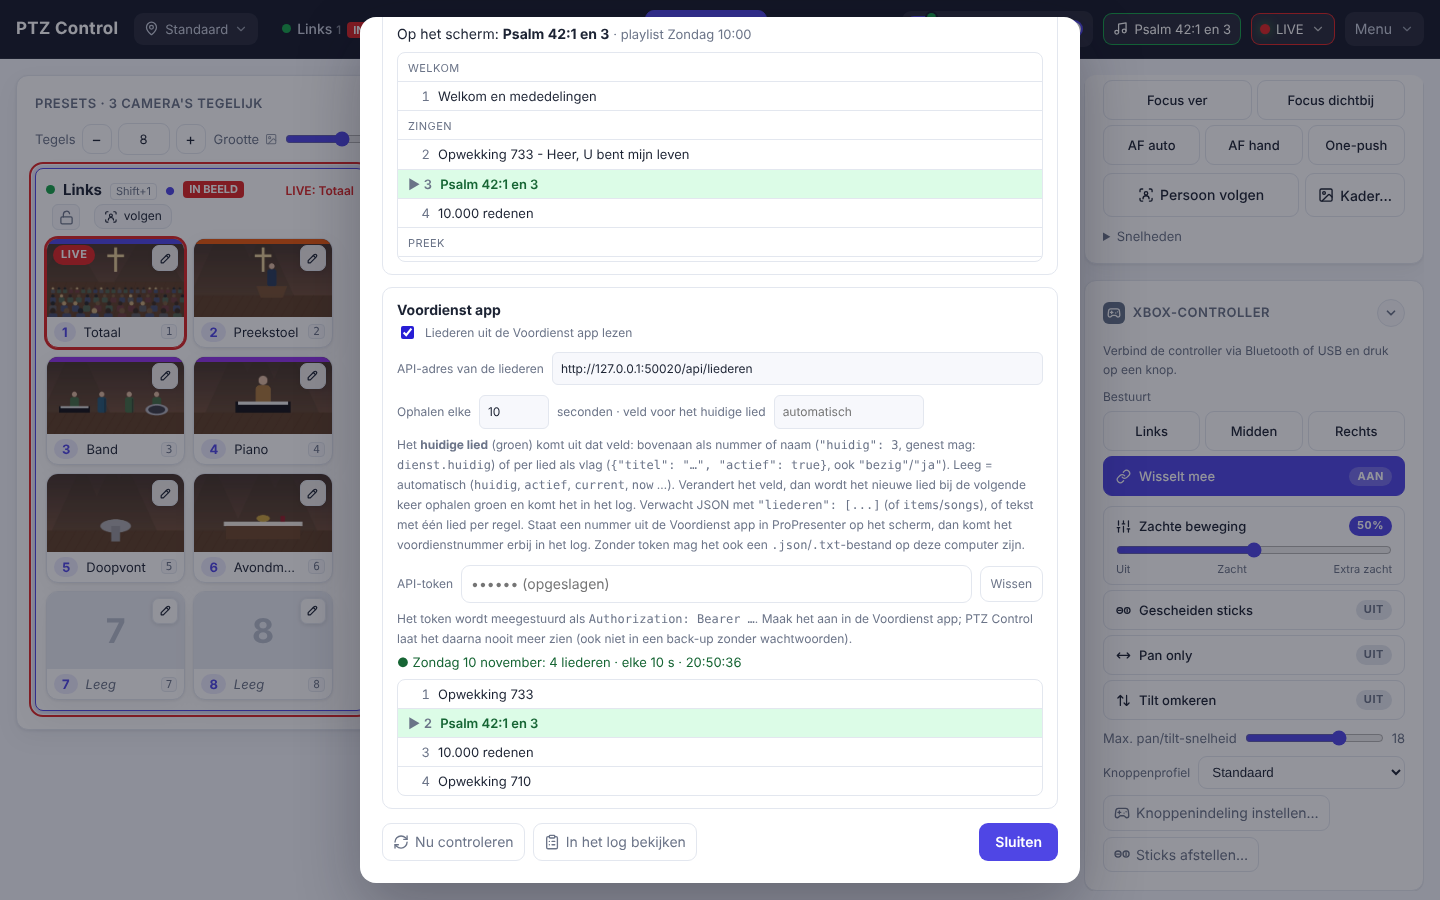 PTZ Control
Standaard
Links 1
Psalm 42:1 en 3
LIVE
Menu
PRESETS · 3 CAMERA'S TEGELIJK
Tegels
−
8
+
Grootte
Links
Shift+1
IN BEELD
LIVE: Totaal
volgen
LIVE
1 Totaal 1
2 Preekstoel 2
3 Band 3
4 Piano 4
5 Doopvont 5
6 Avondm... 6
7
8
7 Leeg 7
8 Leeg 8
Op het scherm: Psalm 42:1 en 3 · playlist Zondag 10:00
WELKOM
1 Welkom en mededelingen
ZINGEN
2 Opwekking 733 - Heer, U bent mijn leven
▶ 3 Psalm 42:1 en 3
4 10.000 redenen
PREEK
Voordienst app
Liederen uit de Voordienst app lezen
API-adres van de liederen
http://127.0.0.1:50020/api/liederen
Ophalen elke 10 seconden · veld voor het huidige lied automatisch
Het huidige lied (groen) komt uit dat veld: bovenaan als nummer of naam ("huidig": 3, genest mag:
dienst.huidig) of per lied als vlag ({"titel": "…", "actief": true}, ook "bezig"/"ja"). Leeg =
automatisch (huidig, actief, current, now …). Verandert het veld, dan wordt het nieuwe lied bij de volgende
keer ophalen groen en komt het in het log. Verwacht JSON met "liederen": [...] (of items/songs), of tekst
met één lied per regel. Staat een nummer uit de Voordienst app in ProPresenter op het scherm, dan komt het
voordienstnummer erbij in het log. Zonder token mag het ook een .json/.txt-bestand op deze computer zijn.
API-token
•••••• (opgeslagen)
Wissen
Het token wordt meegestuurd als Authorization: Bearer …. Maak het aan in de Voordienst app; PTZ Control
laat het daarna nooit meer zien (ook niet in een back-up zonder wachtwoorden).
● Zondag 10 november: 4 liederen · elke 10 s · 20:50:36
1 Opwekking 733
▶ 2 Psalm 42:1 en 3
3 10.000 redenen
4 Opwekking 710
Nu controleren
In het log bekijken
Sluiten
Focus ver
Focus dichtbij
AF auto
AF hand
One-push
Persoon volgen
Kader...
▶ Snelheden
XBOX-CONTROLLER
Verbind de controller via Bluetooth of USB en druk
op een knop.
Bestuurt
Links
Midden
Rechts
Wisselt mee AAN
Zachte beweging 50%
Uit Zacht Extra zacht
Gescheiden sticks UIT
Pan only UIT
Tilt omkeren UIT
Max. pan/tilt-snelheid 18
Knoppenprofiel Standaard
Knoppenindeling instellen...
Sticks afstellen...